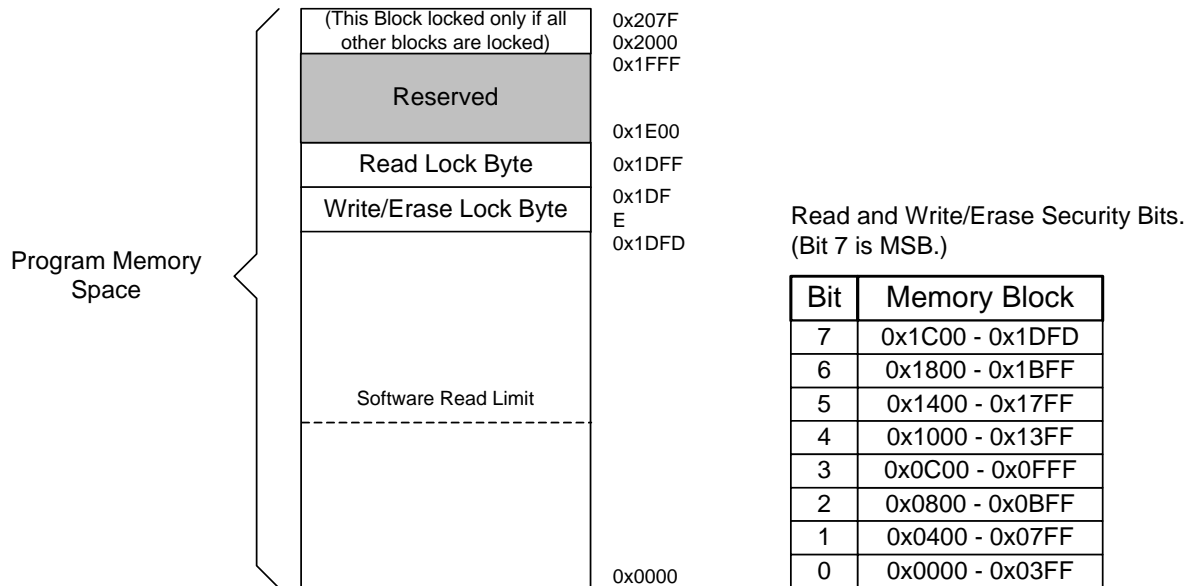 (This Block locked only if all
other blocks are locked)
0x207F
0x2000
0x1FFF
Reserved
0x1E00
Read Lock Byte
0x1DFF
Write/Erase Lock Byte
0x1DF
E
0x1DFD
Program Memory
Space
Software Read Limit
0x0000
Read and Write/Erase Security Bits.
(Bit 7 is MSB.)
Bit Memory Block
7 0x1C00 - 0x1DFD
6 0x1800 - 0x1BFF
5 0x1400 - 0x17FF
4 0x1000 - 0x13FF
3 0x0C00 - 0x0FFF
2 0x0800 - 0x0BFF
1 0x0400 - 0x07FF
0 0x0000 - 0x03FF